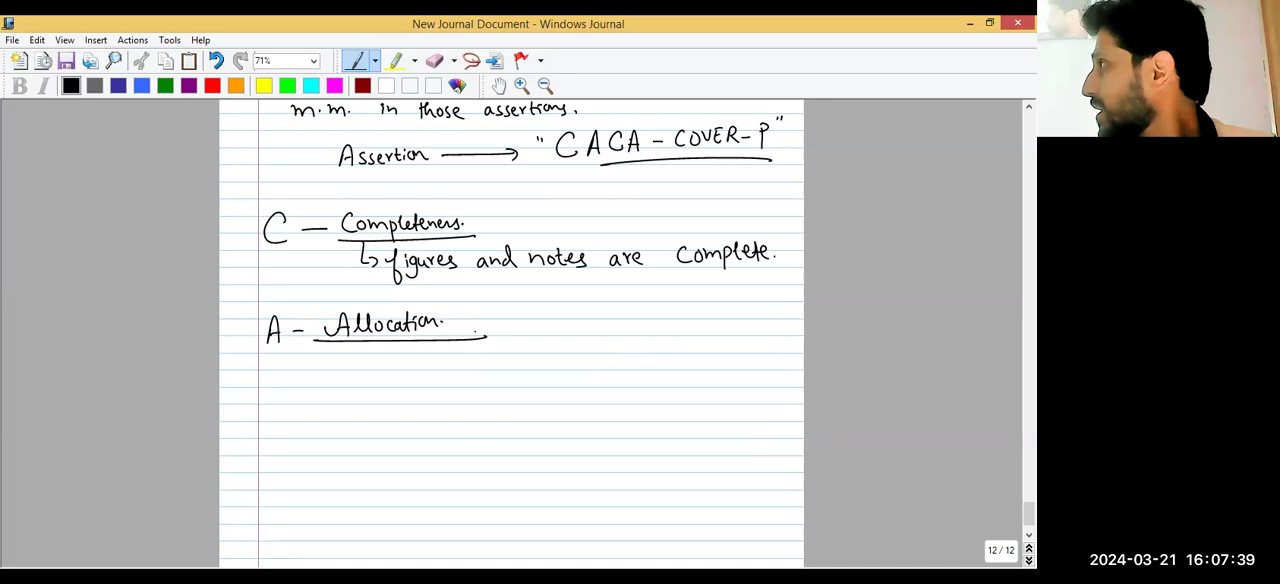 New Journal Document - Windows Journal
File Edit View Insert Actions Tools Help
71%
B I
m.m. in those assertions.
Assertion → "CACA - COVER - P"
C - Completeness.
↳ figures and notes are complete.
A - Allocation.
12 / 12
2024-03-21 16:07:39